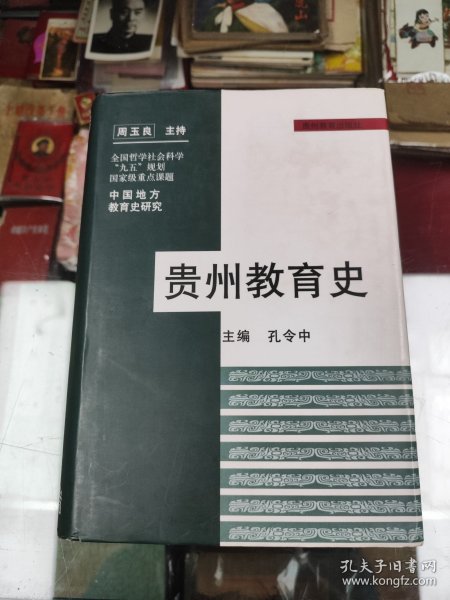 周玉良 主持
贵州教育出版社
全国哲学社会科学
“九五”规划
国家级重点课题
中国地方
教育史研究
贵州教育史
主编 孔令中
孔夫子旧书网
www.kongfz.com